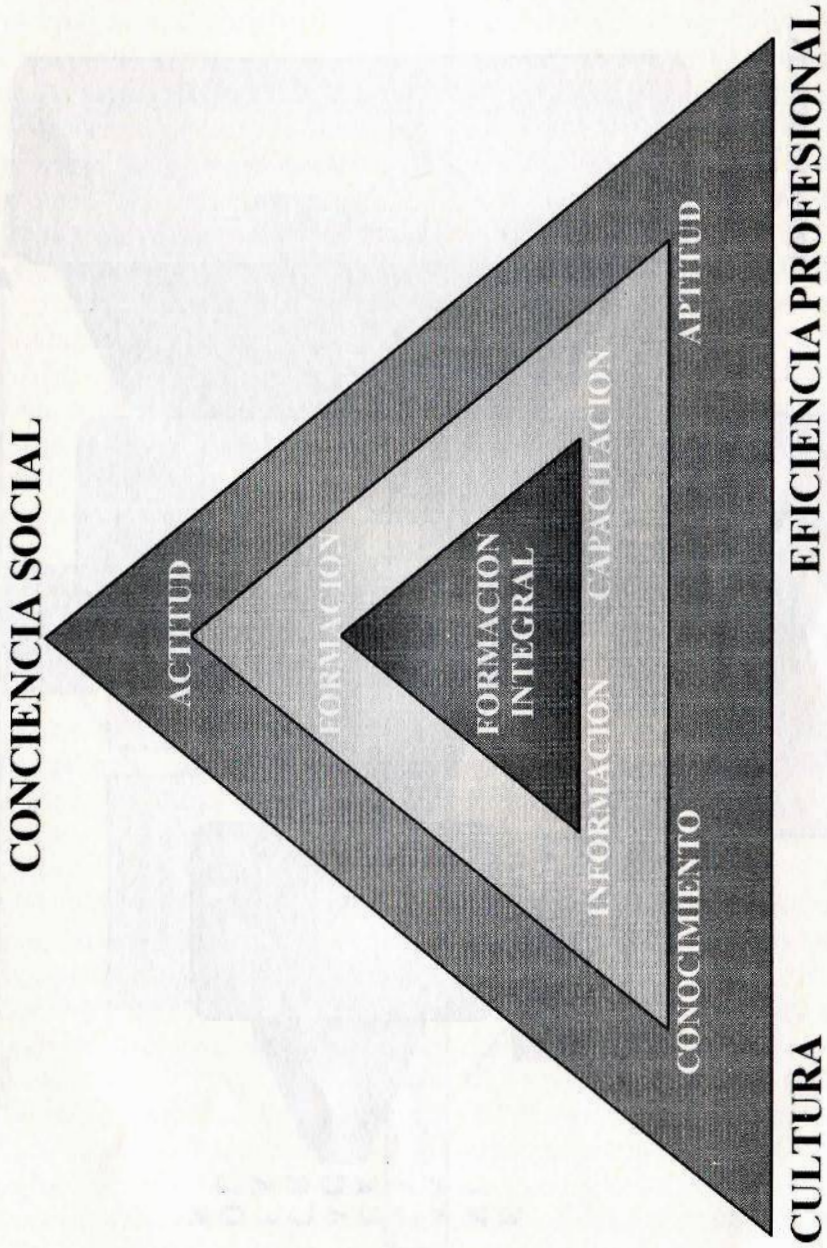 CONCIENCIA SOCIAL
ACTITUD
FORMACION
FORMACION
INTEGRAL
INFORMACION CAPACITACION
CONOCIMIENTO APTITUD
CULTURA EFICIENCIA PROFESIONAL